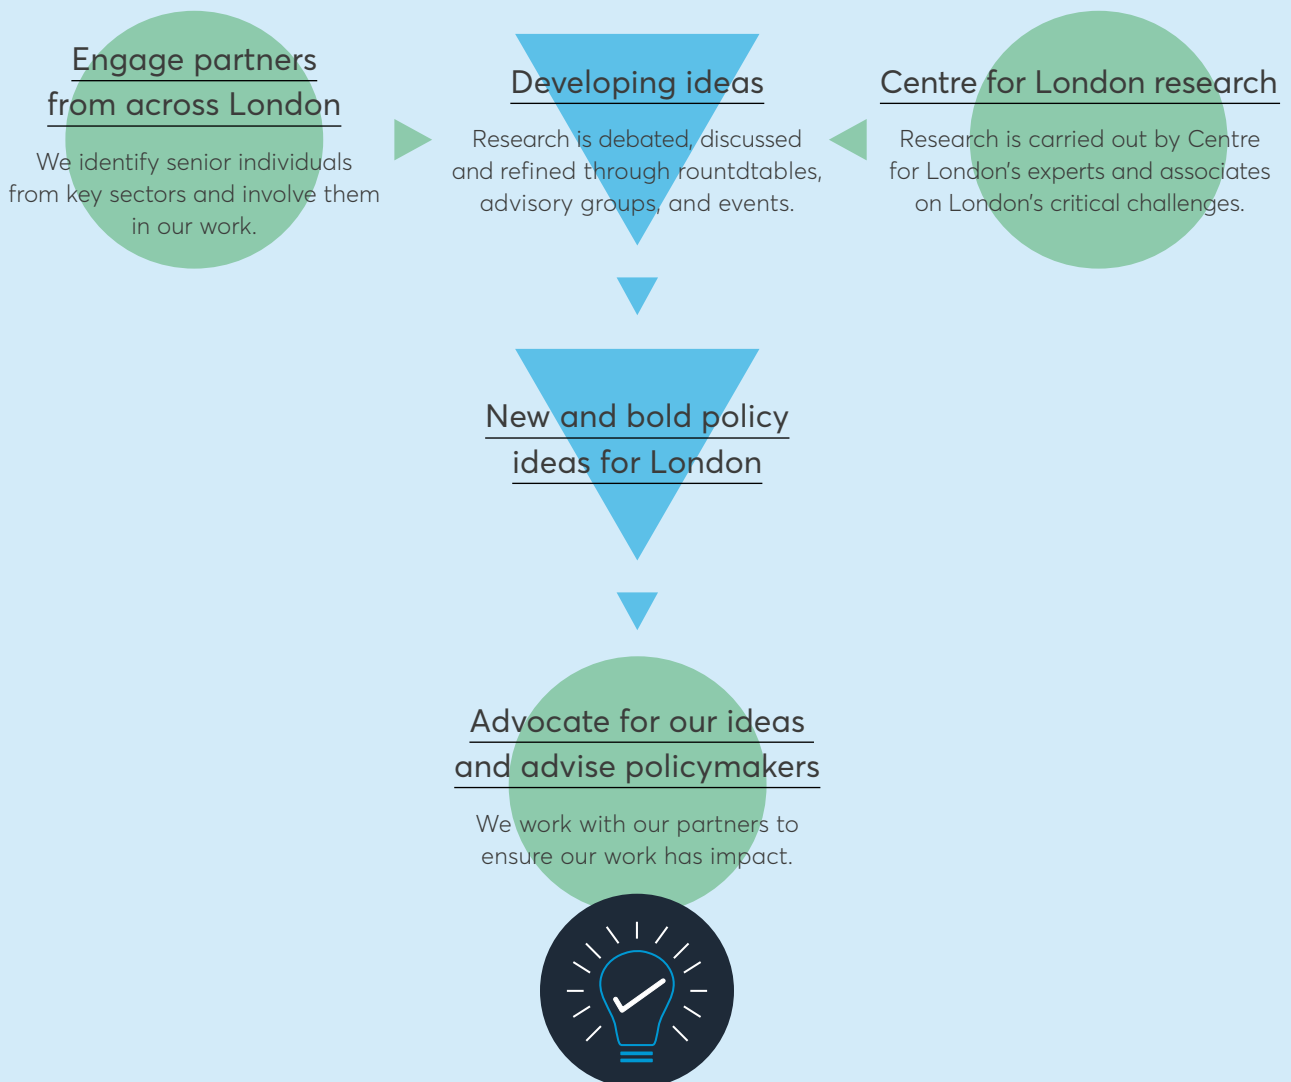 Engage partners
from across London
We identify senior individuals
from key sectors and involve them
in our work.
Developing ideas
Research is debated, discussed
and refined through rountdtables,
advisory groups, and events.
Centre for London research
Research is carried out by Centre
for London's experts and associates
on London's critical challenges.
New and bold policy
ideas for London
Advocate for our ideas
and advise policymakers
We work with our partners to
ensure our work has impact.